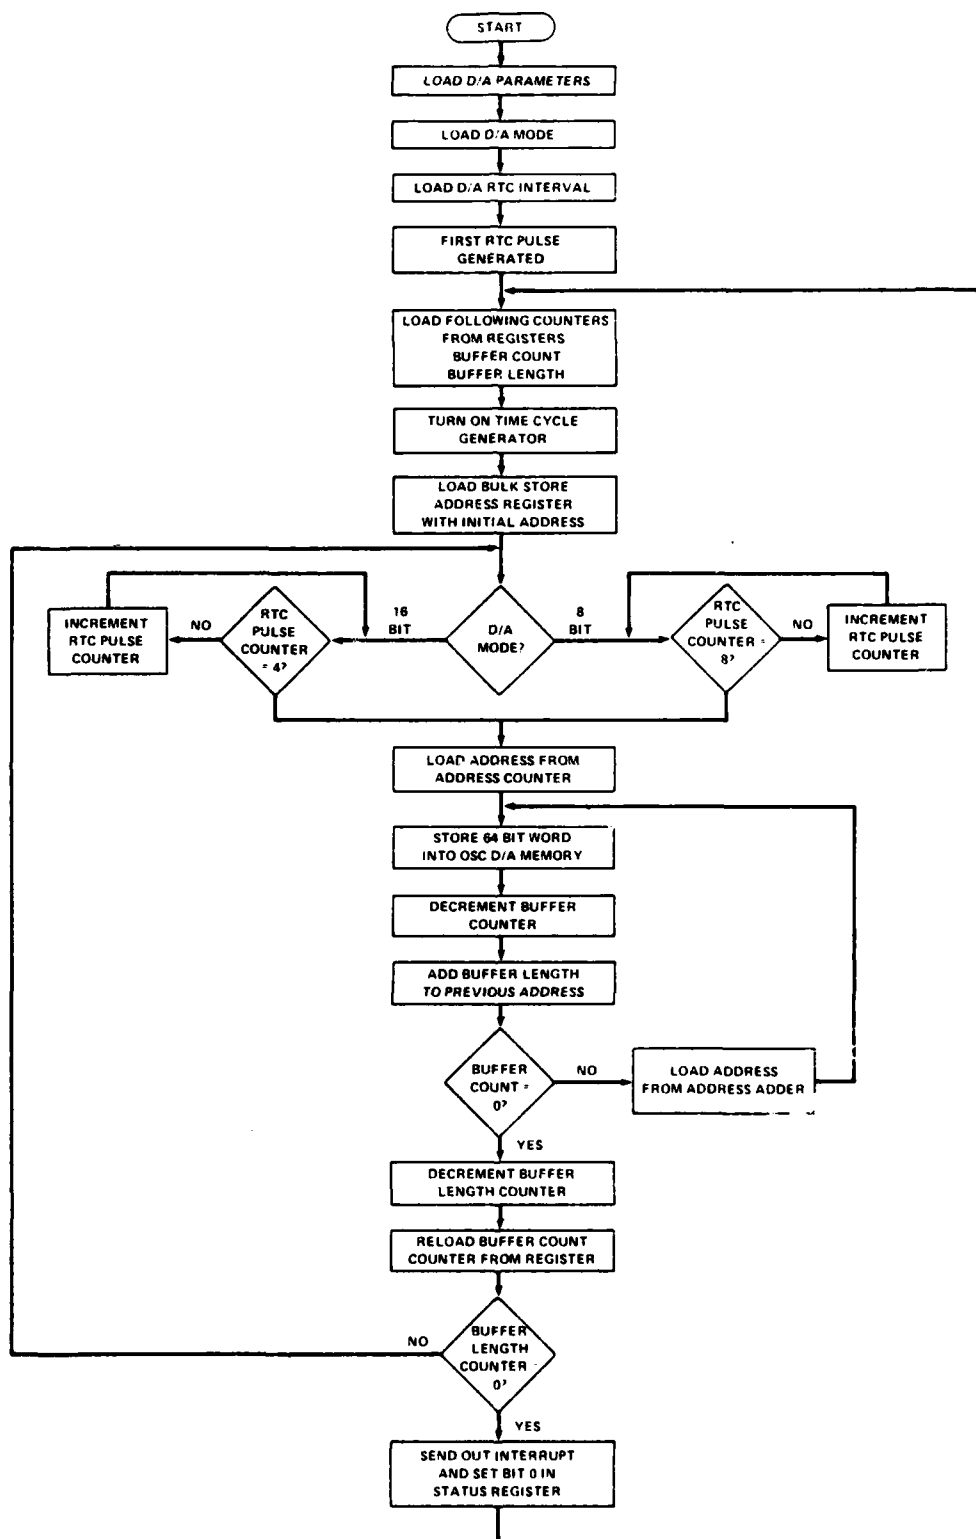 START
LOAD D/A PARAMETERS
LOAD D/A MODE
LOAD D/A RTC INTERVAL
FIRST RTC PULSE
GENERATED
LOAD FOLLOWING COUNTERS
FROM REGISTERS
BUFFER COUNT
BUFFER LENGTH
TURN ON TIME CYCLE
GENERATOR
LOAD BULK STORE
ADDRESS REGISTER
WITH INITIAL ADDRESS
INCREMENT
RTC PULSE
COUNTER
NO
RTC
PULSE
COUNTER
= 4?
16
BIT
D/A
MODE?
8
BIT
RTC
PULSE
COUNTER =
8?
NO
INCREMENT
RTC PULSE
COUNTER
LOAD ADDRESS FROM
ADDRESS COUNTER
STORE 64 BIT WORD
INTO OSC D/A MEMORY
DECREMENT BUFFER
COUNTER
ADD BUFFER LENGTH
TO PREVIOUS ADDRESS
BUFFER
COUNT =
0?
NO
LOAD ADDRESS
FROM ADDRESS ADDER
YES
DECREMENT BUFFER
LENGTH COUNTER
RELOAD BUFFER COUNT
COUNTER FROM REGISTER
NO
BUFFER
LENGTH
COUNTER =
0?
YES
SEND OUT INTERRUPT
AND SET BIT 0 IN
STATUS REGISTER